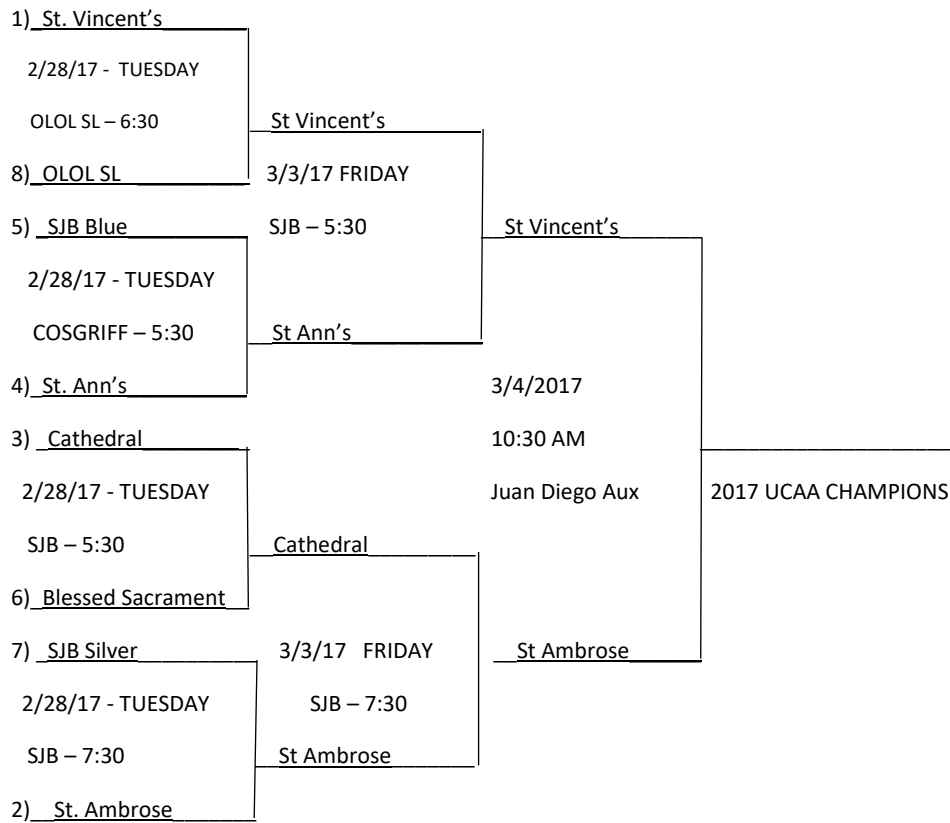 1) St. Vincent’s
2/28/17 - TUESDAY
OLOL SL – 6:30
St Vincent’s
8) OLOL SL
3/3/17 FRIDAY
5) SJB Blue
SJB – 5:30
St Vincent’s
2/28/17 - TUESDAY
COSGRIFF – 5:30
St Ann’s
4) St. Ann’s
3/4/2017
3) Cathedral
10:30 AM
2/28/17 - TUESDAY
Juan Diego Aux
2017 UCAA CHAMPIONS
SJB – 5:30
Cathedral
6) Blessed Sacrament
7) SJB Silver
3/3/17 FRIDAY
St Ambrose
2/28/17 - TUESDAY
SJB – 7:30
SJB – 7:30
St Ambrose
2) St. Ambrose